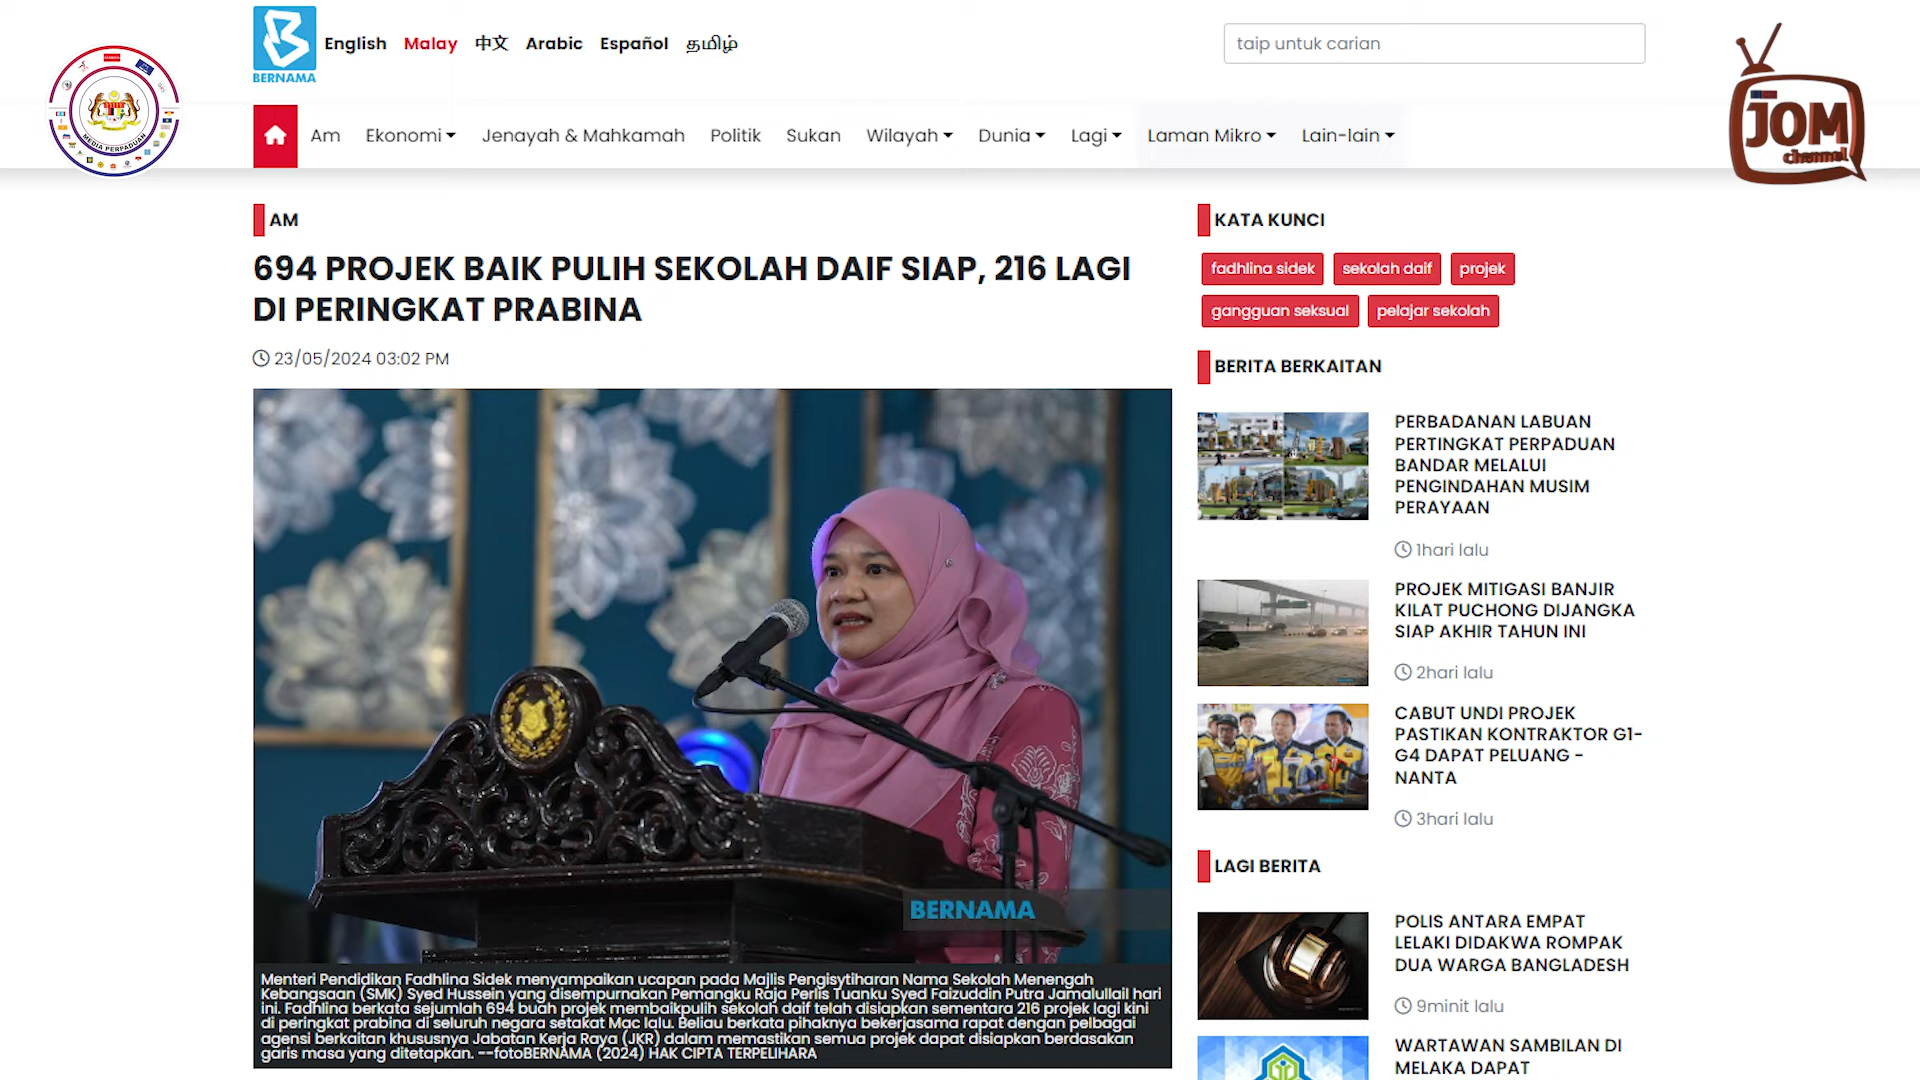 BERNAMA
English Malay 中文 Arabic Español தமிழ்
taip untuk carian
MEDIA PERPADUAN
JOM
channel
Am Ekonomi Jenayah & Mahkamah Politik Sukan Wilayah Dunia Lagi Laman Mikro Lain-lain
AM
694 PROJEK BAIK PULIH SEKOLAH DAIF SIAP, 216 LAGI
DI PERINGKAT PRABINA
23/05/2024 03:02 PM
BERNAMA
Menteri Pendidikan Fadhlina Sidek menyampaikan ucapan pada Majlis Pengisytiharan Nama Sekolah Menengah
Kebangsaan (SMK) Syed Hussein yang disempurnakan Pemangku Raja Perlis Tuanku Syed Faizuddin Putra Jamalullail hari
ini. Fadhlina berkata sejumlah 694 buah projek membaikpulih sekolah daif telah disiapkan sementara 216 projek lagi kini
di peringkat prabina di seluruh negara setakat Mac lalu. Beliau berkata pihaknya bekerjasama rapat dengan pelbagai
agensi berkaitan khususnya Jabatan Kerja Raya (JKR) dalam memastikan semua projek dapat disiapkan berdasakan
garis masa yang ditetapkan. --fotoBERNAMA (2024) HAK CIPTA TERPELIHARA
KATA KUNCI
fadhlina sidek sekolah daif projek
gangguan seksual pelajar sekolah
BERITA BERKAITAN
PERBADANAN LABUAN
PERTINGKAT PERPADUAN
BANDAR MELALUI
PENGINDAHAN MUSIM
PERAYAAN
1hari lalu
PROJEK MITIGASI BANJIR
KILAT PUCHONG DIJANGKA
SIAP AKHIR TAHUN INI
2hari lalu
CABUT UNDI PROJEK
PASTIKAN KONTRAKTOR G1-
G4 DAPAT PELUANG -
NANTA
3hari lalu
LAGI BERITA
POLIS ANTARA EMPAT
LELAKI DIDAKWA ROMPAK
DUA WARGA BANGLADESH
9minit lalu
WARTAWAN SAMBILAN DI
MELAKA DAPAT